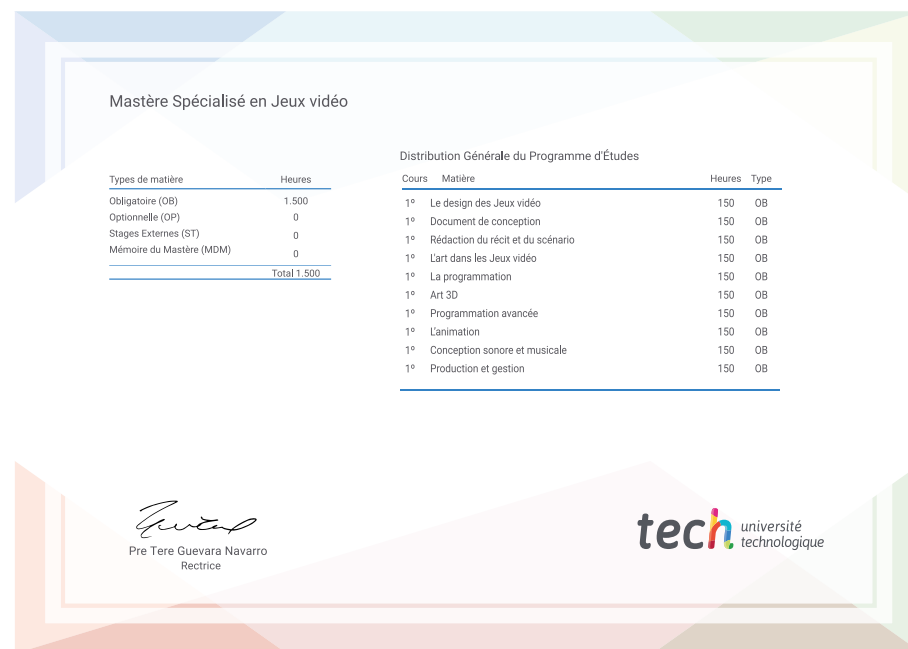 Mastère Spécialisé en Jeux vidéo
Types de matière Heures
Obligatoire (OB) 1.500
Optionnelle (OP) 0
Stages Externes (ST) 0
Mémoire du Mastère (MDM) 0
Total 1.500
Distribution Générale du Programme d'Études
Cours Matière Heures Type
1º Le design des Jeux vidéo 150 OB
1º Document de conception 150 OB
1º Rédaction du récit et du scénario 150 OB
1º L'art dans les Jeux vidéo 150 OB
1º La programmation 150 OB
1º Art 3D 150 OB
1º Programmation avancée 150 OB
1º L'animation 150 OB
1º Conception sonore et musicale 150 OB
1º Production et gestion 150 OB
Pre Tere Guevara Navarro
Rectrice
tech université
technologique